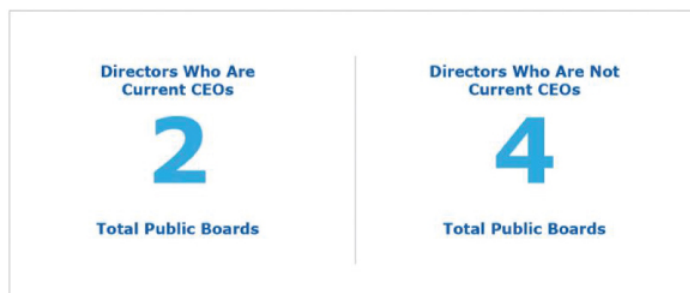 Directors Who Are
Current CEOs
2
Total Public Boards
Directors Who Are Not
Current CEOs
4
Total Public Boards